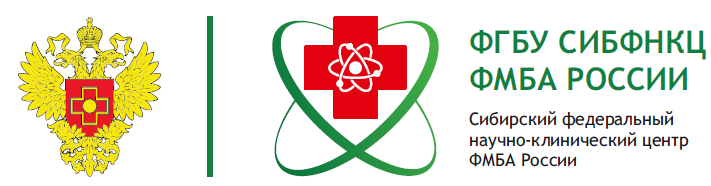 ФГБУ СИБФНКЦ
ФМБА РОССИИ
Сибирский федеральный
научно-клинический центр
ФМБА России